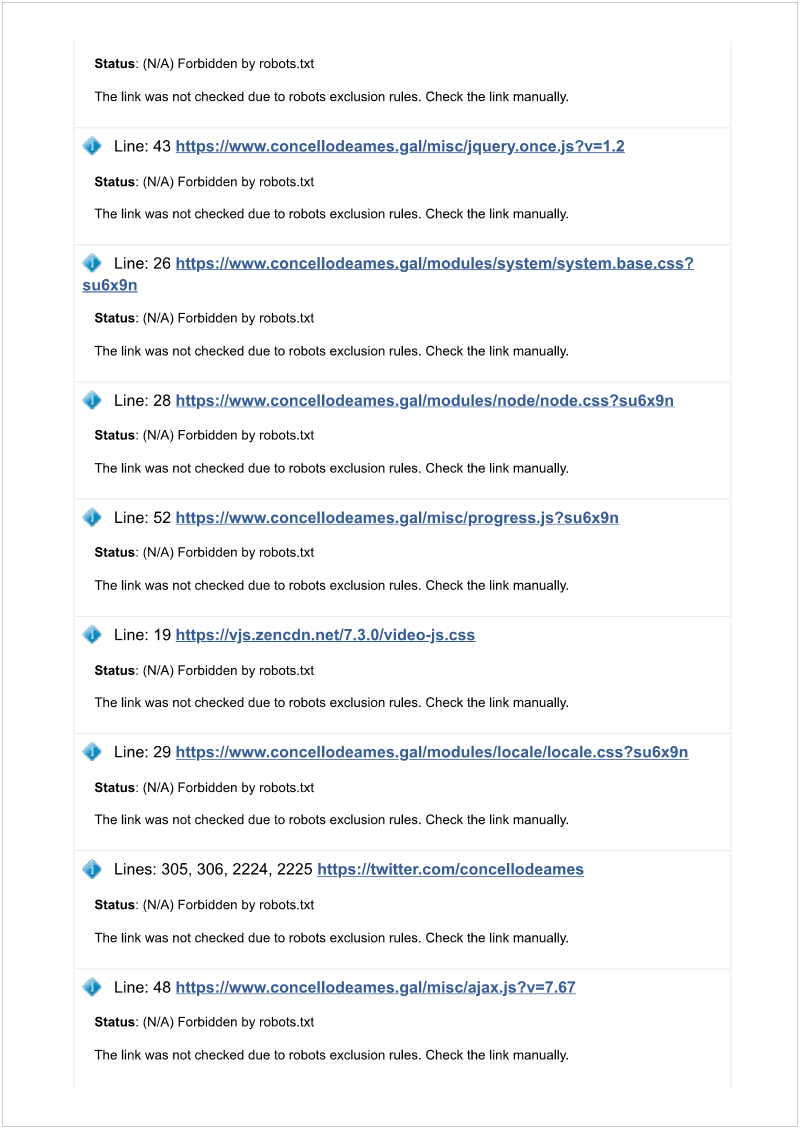 Status: (N/A) Forbidden by robots.txt
The link was not checked due to robots exclusion rules. Check the link manually.
Line: 43 https://www.concellodeames.gal/misc/jquery.once.js?v=1.2
Status: (N/A) Forbidden by robots.txt
The link was not checked due to robots exclusion rules. Check the link manually.
Line: 26 https://www.concellodeames.gal/modules/system/system.base.css?
su6x9n
Status: (N/A) Forbidden by robots.txt
The link was not checked due to robots exclusion rules. Check the link manually.
Line: 28 https://www.concellodeames.gal/modules/node/node.css?su6x9n
Status: (N/A) Forbidden by robots.txt
The link was not checked due to robots exclusion rules. Check the link manually.
Line: 52 https://www.concellodeames.gal/misc/progress.js?su6x9n
Status: (N/A) Forbidden by robots.txt
The link was not checked due to robots exclusion rules. Check the link manually.
Line: 19 https://vjs.zencdn.net/7.3.0/video-js.css
Status: (N/A) Forbidden by robots.txt
The link was not checked due to robots exclusion rules. Check the link manually.
Line: 29 https://www.concellodeames.gal/modules/locale/locale.css?su6x9n
Status: (N/A) Forbidden by robots.txt
The link was not checked due to robots exclusion rules. Check the link manually.
Lines: 305, 306, 2224, 2225 https://twitter.com/concellodeames
Status: (N/A) Forbidden by robots.txt
The link was not checked due to robots exclusion rules. Check the link manually.
Line: 48 https://www.concellodeames.gal/misc/ajax.js?v=7.67
Status: (N/A) Forbidden by robots.txt
The link was not checked due to robots exclusion rules. Check the link manually.